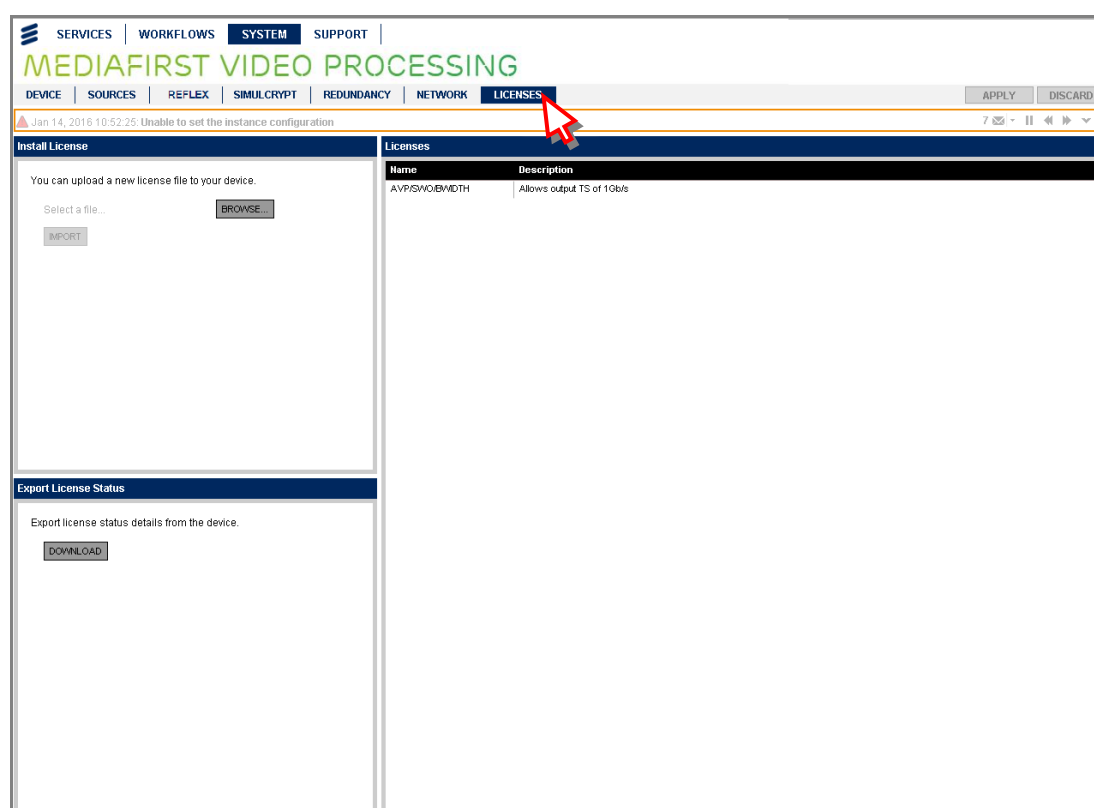 SERVICES WORKFLOWS SYSTEM SUPPORT
MEDIAFIRST VIDEO PROCESSING
DEVICE SOURCES REFLEX SIMULCRYPT REDUNDANCY NETWORK LICENSES APPLY DISCARD
Jan 14, 2016 10:52:25: Unable to set the instance configuration 7
Install License
You can upload a new license file to your device.
Select a file... BROWSE...
IMPORT
Export License Status
Export license status details from the device.
DOWNLOAD
Licenses
Name Description
AVP/SWO/BWIDTH Allows output TS of 1Gb/s